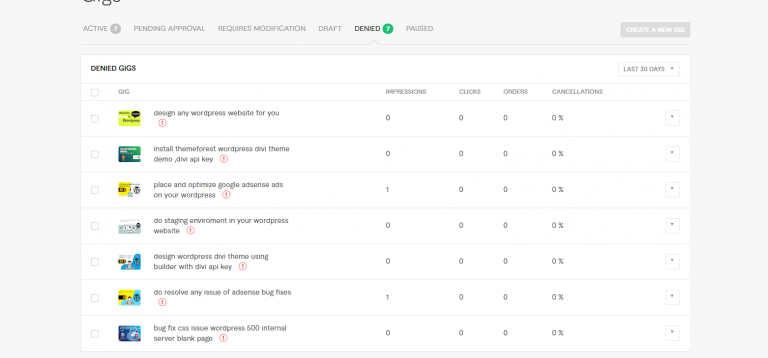 Gigs
ACTIVE 7 PENDING APPROVAL REQUIRES MODIFICATION DRAFT DENIED 7 PAUSED
CREATE A NEW GIG
DENIED GIGS
LAST 30 DAYS
GIG IMPRESSIONS CLICKS ORDERS CANCELLATIONS
design any wordpress website for you
0 0 0 0 %
install themeforest wordpress divi theme
demo ,divi api key
0 0 0 0 %
place and optimize google adsense ads
on your wordpress
1 0 0 0 %
do staging enviroment in your wordpress
website
0 0 0 0 %
design wordpress divi theme using
builder with divi api key
0 0 0 0 %
do resolve any issue of adsense bug fixes
1 0 0 0 %
bug fix css issue wordpress 500 internal
server blank page
0 0 0 0 %